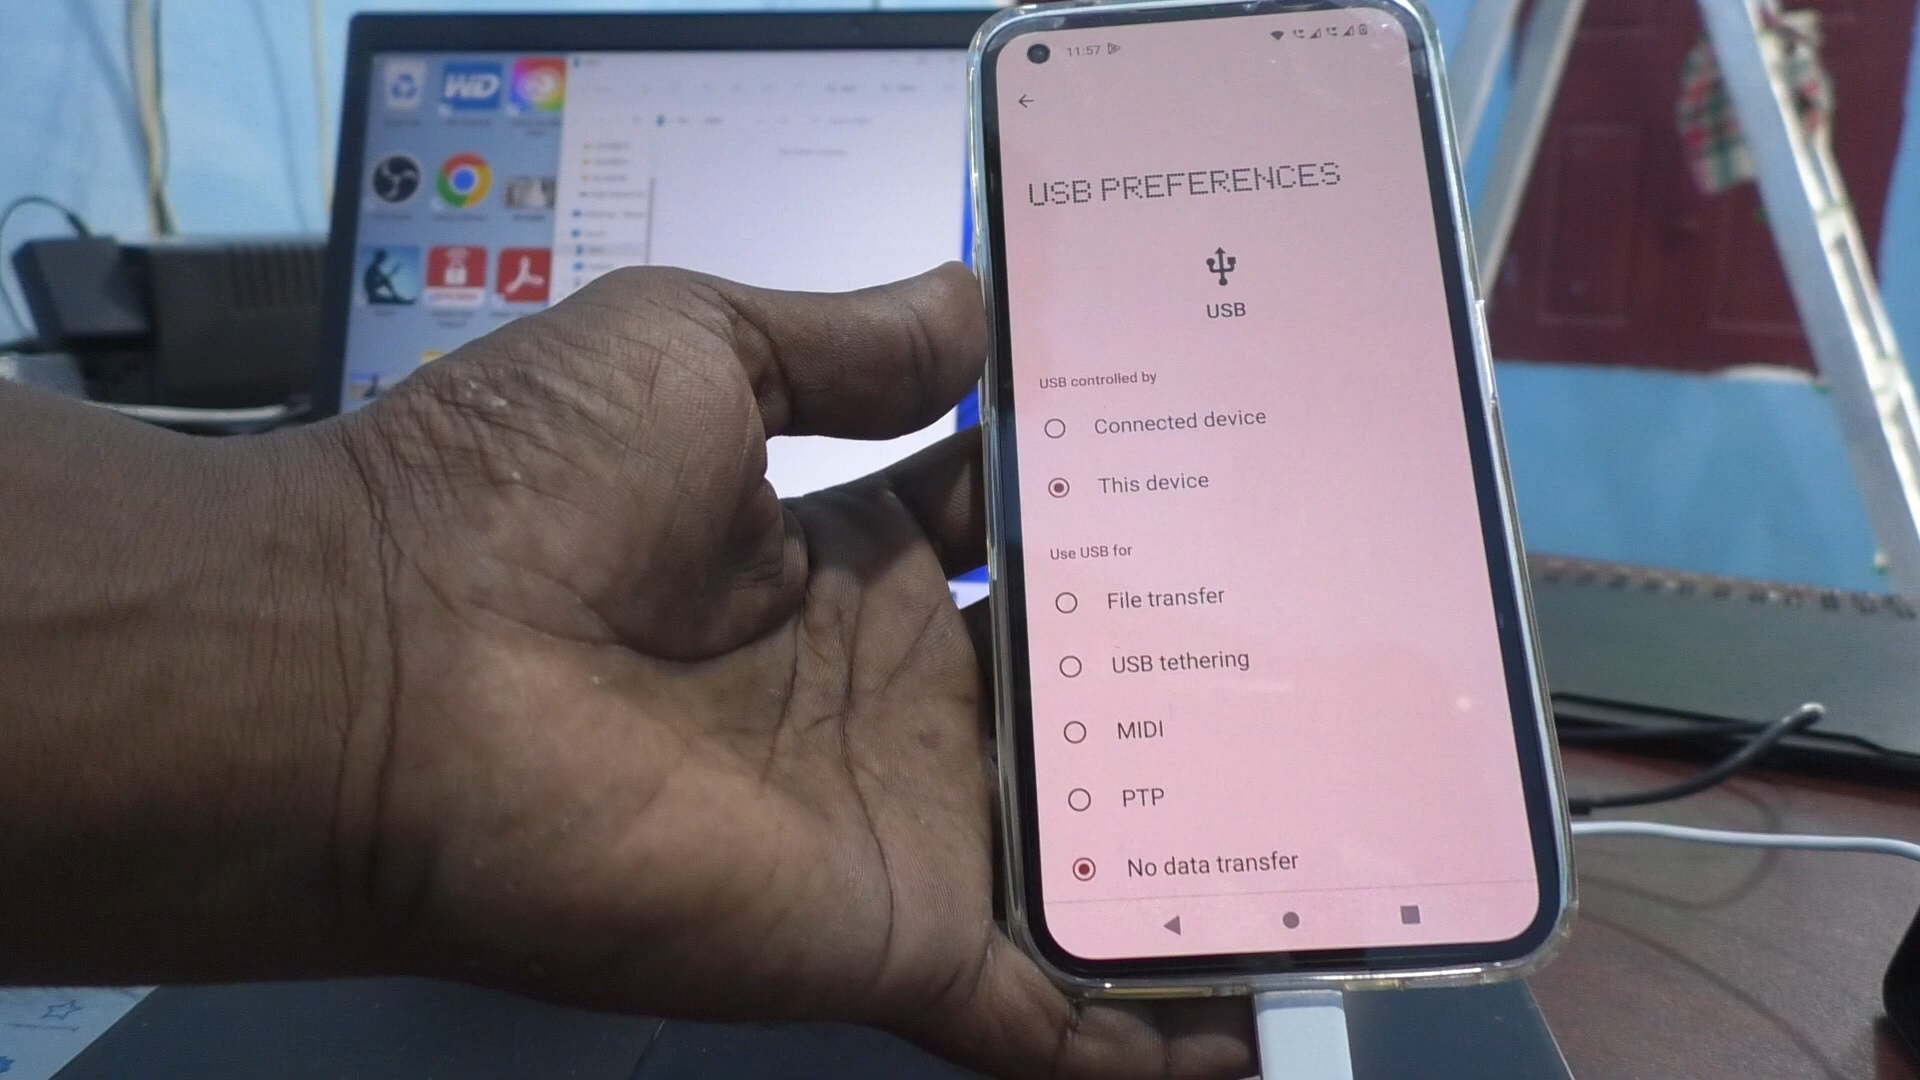 WD
11:57
USB PREFERENCES
USB
USB controlled by
Connected device
This device
Use USB for
File transfer
USB tethering
MIDI
PTP
No data transfer